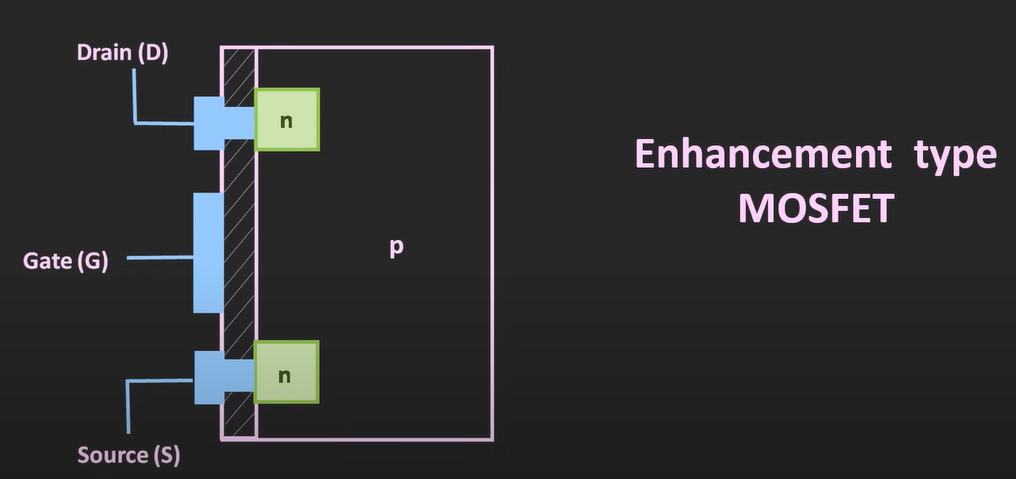 Drain (D)
n
Enhancement type
MOSFET
p
Gate (G)
n
Source (S)